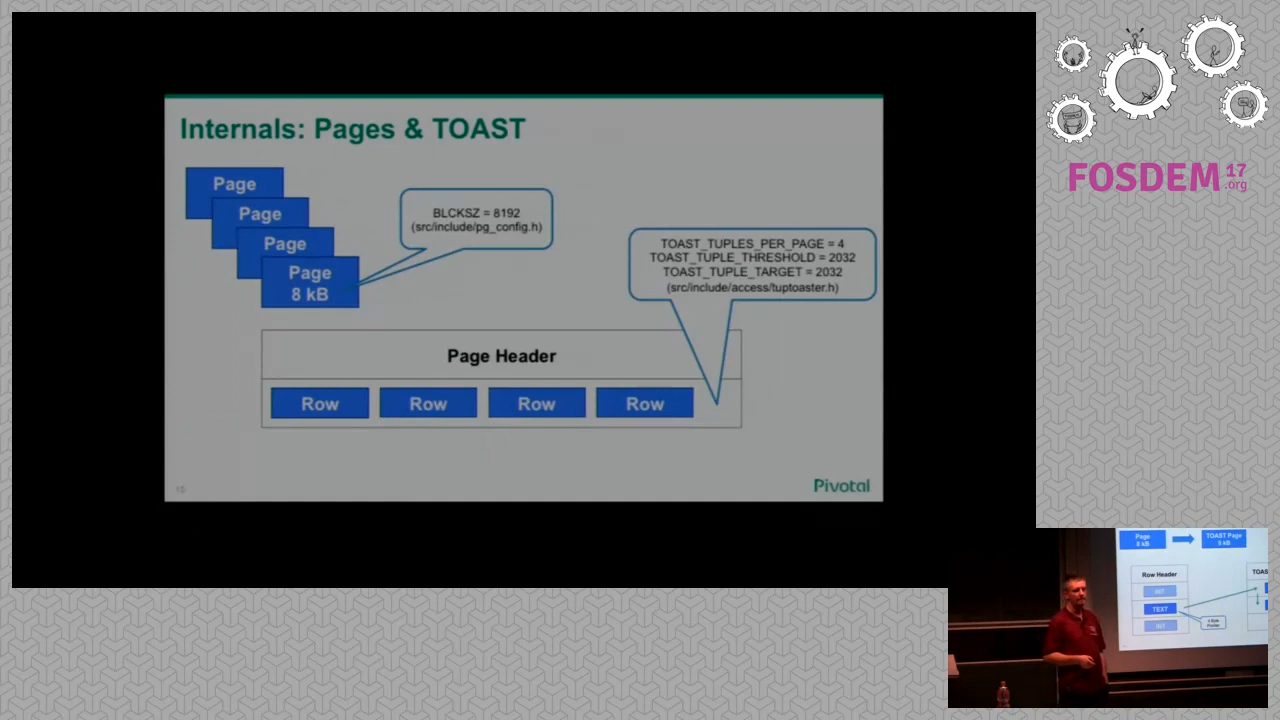 Internals: Pages & TOAST
Page
Page
Page
Page
8 kB
BLCKSZ = 8192
(src/include/pg_config.h)
TOAST_TUPLES_PER_PAGE = 4
TOAST_TUPLE_THRESHOLD = 2032
TOAST_TUPLE_TARGET = 2032
(src/include/access/tuptoaster.h)
Page Header
Row
Row
Row
Row
15
Pivotal
FOSDEM 17
.org
Page
8 kB
TOAST Page
Row Header
TOAS
TEXT